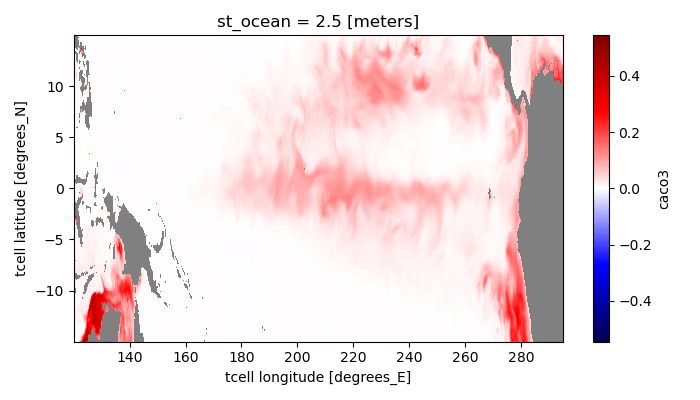 st_ocean = 2.5 [meters]
10
5
0
−5
−10
tcell latitude [degrees_N]
140 160 180 200 220 240 260 280
tcell longitude [degrees_E]
0.4
0.2
0.0
−0.2
−0.4
caco3